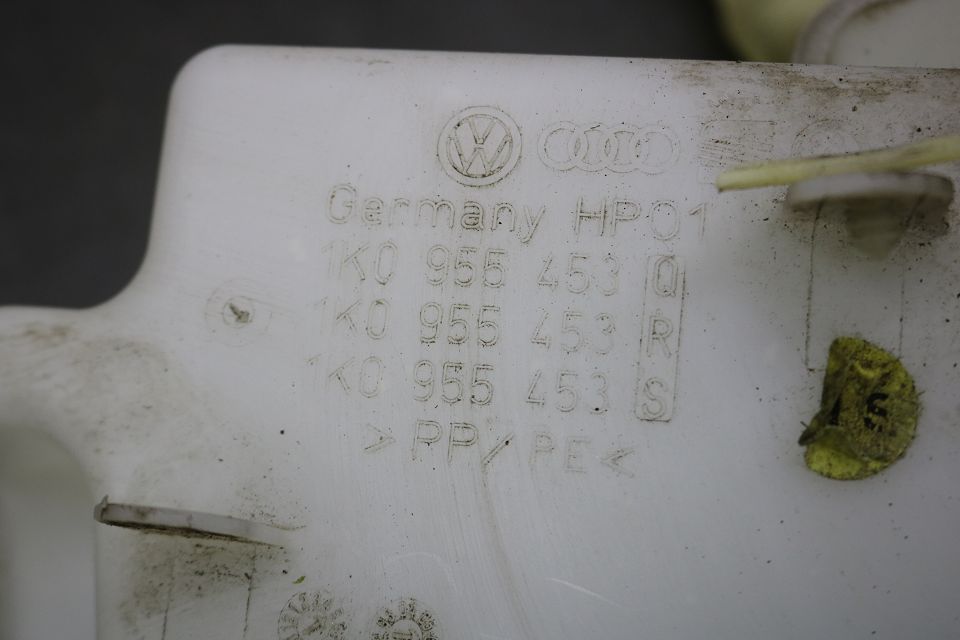 Germany HP01
1K0 955 453 Q
1K0 955 453 R
1K0 955 453 S
>PP/PE<